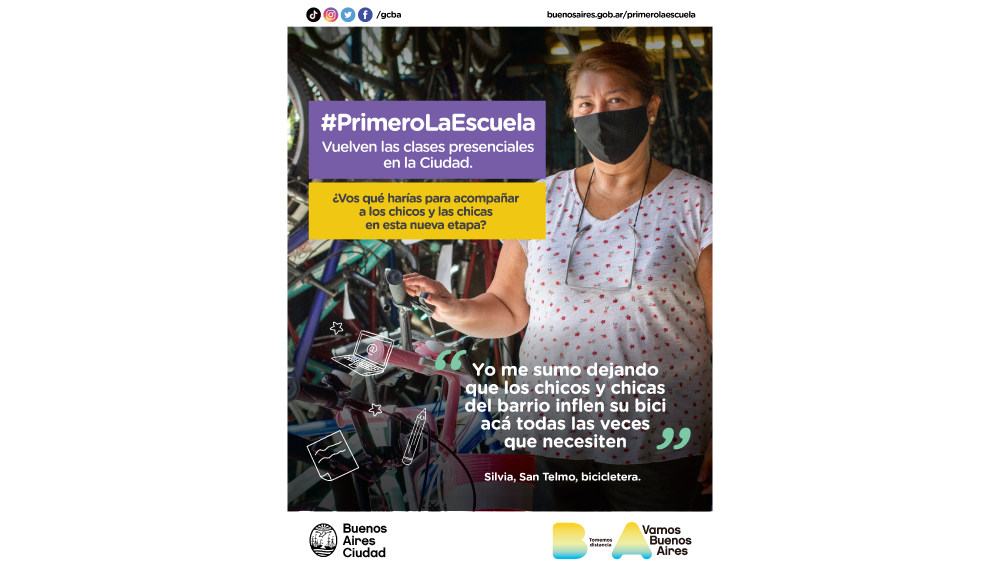 /gcba
buenosaires.gob.ar/primerolaescuela
#PrimeroLaEscuela
Vuelven las clases presenciales
en la Ciudad.
¿Vos qué harías para acompañar
a los chicos y las chicas
en esta nueva etapa?
@
“Yo me sumo dejando
que los chicos y chicas
del barrio inflen su bici
acá todas las veces
que necesiten”
Silvia, San Telmo, bicicletera.
Buenos
Aires
Ciudad
B
Tomemos
distancia
A
Vamos
Buenos
Aires